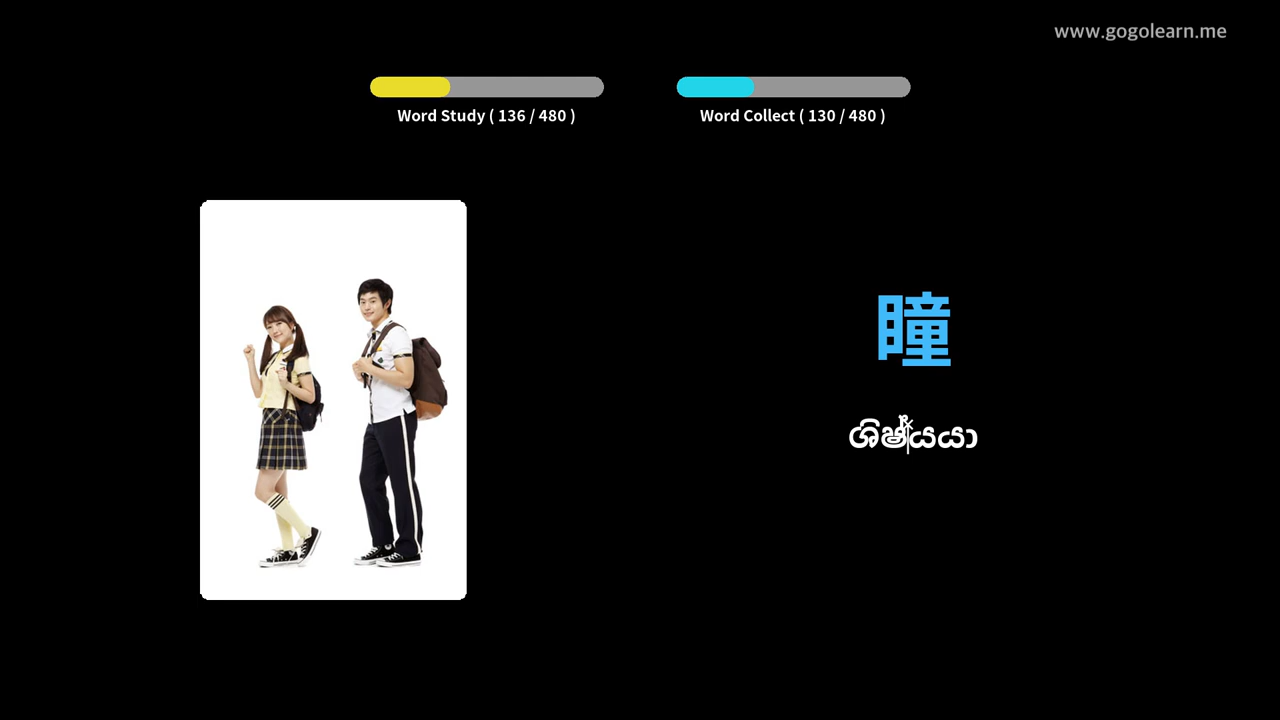 www.gogolearn.me
Word Study ( 136 / 480 )
Word Collect ( 130 / 480 )
瞳
ශිෂ්‍යයා